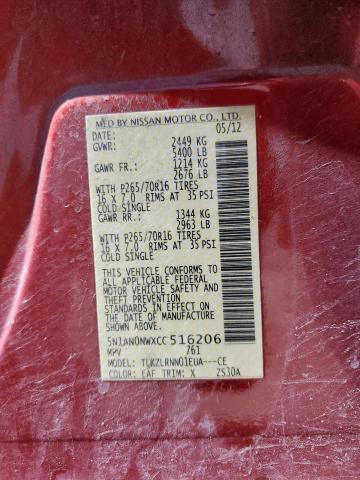 MFD BY NISSAN MOTOR CO., LTD.
DATE: 05/12
GVWR: 2449 KG
5400 LB
GAWR FR.: 1214 KG
2676 LB
WITH P265/70R16 TIRES
16 X 7.0 RIMS AT 35 PSI
COLD SINGLE
GAWR RR.: 1344 KG
2963 LB
WITH P265/70R16 TIRES
16 X 7.0 RIMS AT 35 PSI
COLD SINGLE
THIS VEHICLE CONFORMS TO
ALL APPLICABLE FEDERAL
MOTOR VEHICLE SAFETY AND
THEFT PREVENTION
STANDARDS IN EFFECT ON
THE DATE OF MANUFACTURE
SHOWN ABOVE.
5N1AN0NWXCC516206
MPV 761
MODEL: TLKZLRNN01EUA---CE
COLOR: EAF TRIM: X ZS30A